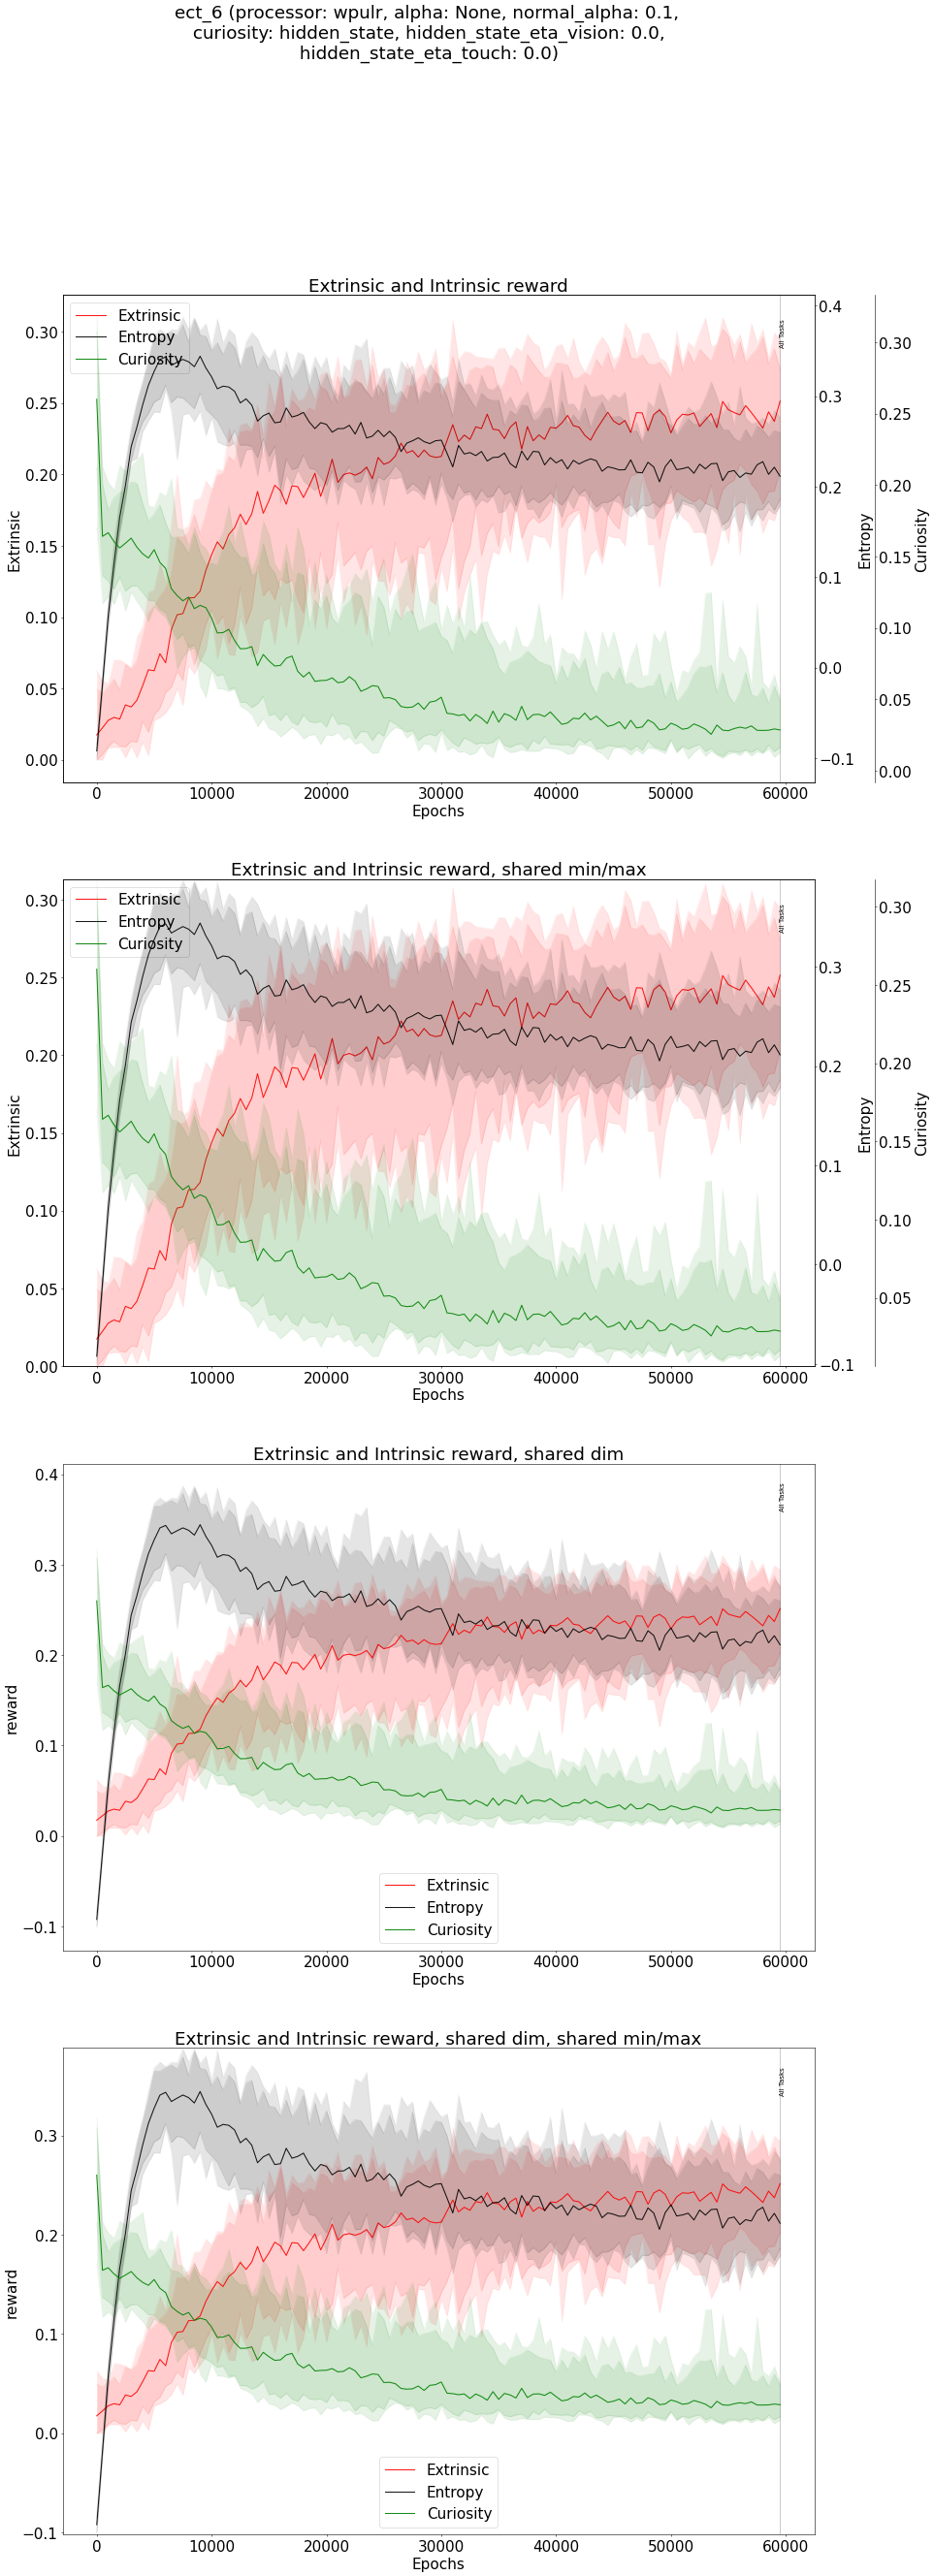 ect_6 (processor: wpulr, alpha: None, normal_alpha: 0.1,
curiosity: hidden_state, hidden_state_eta_vision: 0.0,
hidden_state_eta_touch: 0.0)
Extrinsic and Intrinsic reward
Extrinsic
Entropy
Curiosity
All Tasks
0.30
0.25
0.20
0.15
0.10
0.05
0.00
Extrinsic
0.4
0.3
0.2
0.1
0.0
−0.1
Entropy
0.30
0.25
0.20
0.15
0.10
0.05
0.00
Curiosity
0 10000 20000 30000 40000 50000 60000
Epochs
Extrinsic and Intrinsic reward, shared min/max
Extrinsic
Entropy
Curiosity
All Tasks
0.30
0.25
0.20
0.15
0.10
0.05
0.00
Extrinsic
0.3
0.2
0.1
0.0
−0.1
Entropy
0.30
0.25
0.20
0.15
0.10
0.05
Curiosity
0 10000 20000 30000 40000 50000 60000
Epochs
Extrinsic and Intrinsic reward, shared dim
All Tasks
0.4
0.3
0.2
0.1
0.0
−0.1
reward
Extrinsic
Entropy
Curiosity
0 10000 20000 30000 40000 50000 60000
Epochs
Extrinsic and Intrinsic reward, shared dim, shared min/max
All Tasks
0.3
0.2
0.1
0.0
−0.1
reward
Extrinsic
Entropy
Curiosity
0 10000 20000 30000 40000 50000 60000
Epochs